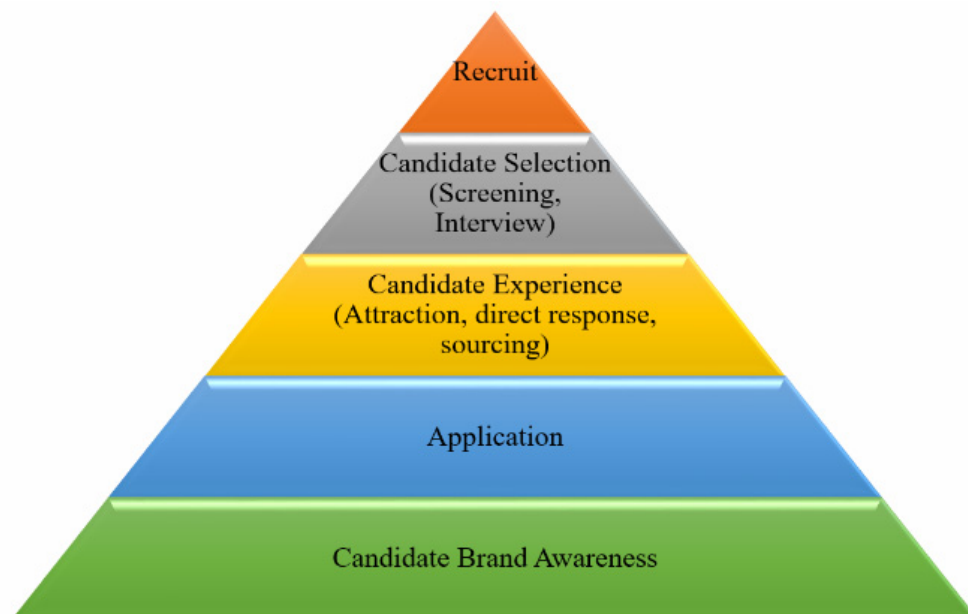 Recruit
Candidate Selection
(Screening,
Interview)
Candidate Experience
(Attraction, direct response,
sourcing)
Application
Candidate Brand Awareness